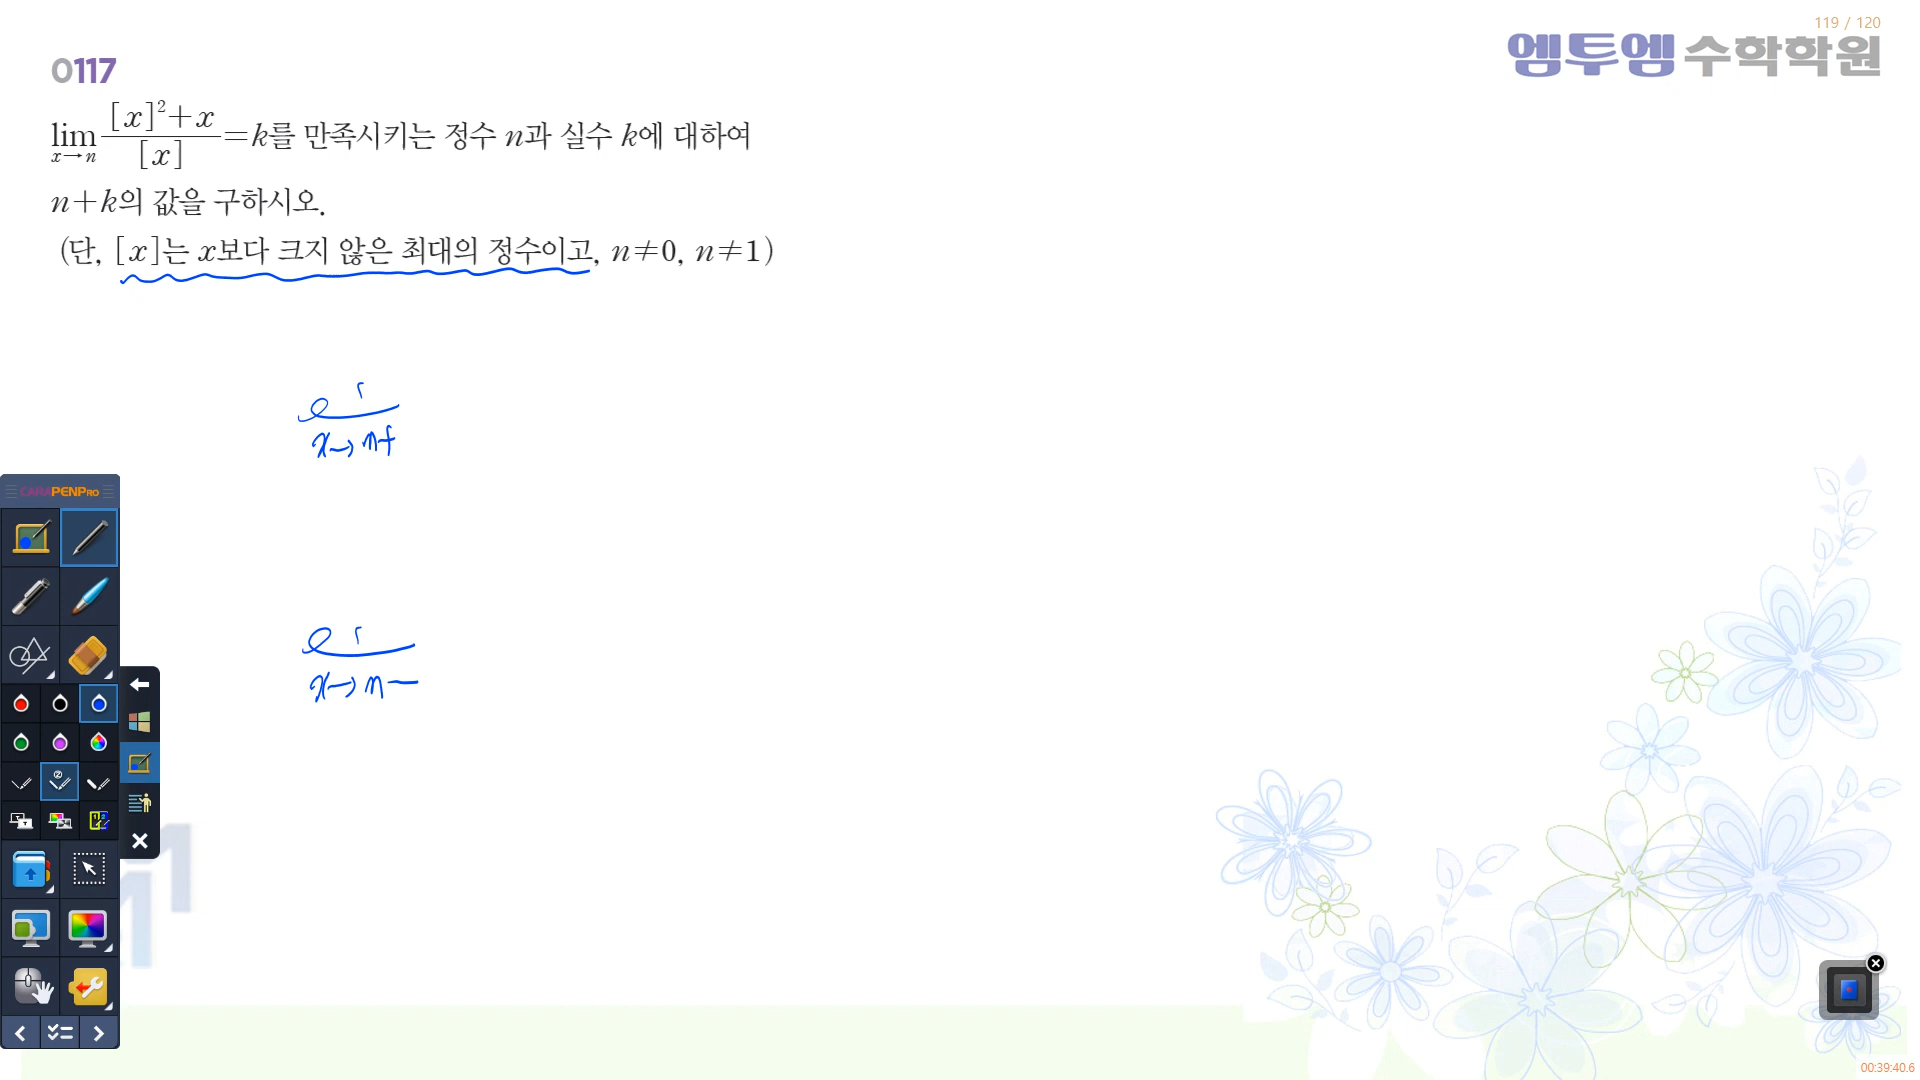 119 / 120
엠투엠 수학학원
0117
lim x→n [x]²+x / [x] =k를 만족시키는 정수 n과 실수 k에 대하여
n+k의 값을 구하시오.
(단, [x]는 x보다 크지 않은 최대의 정수이고, n≠0, n≠1)
x→n+
CARAPENPRO
x→n−
②
00:39:40.6